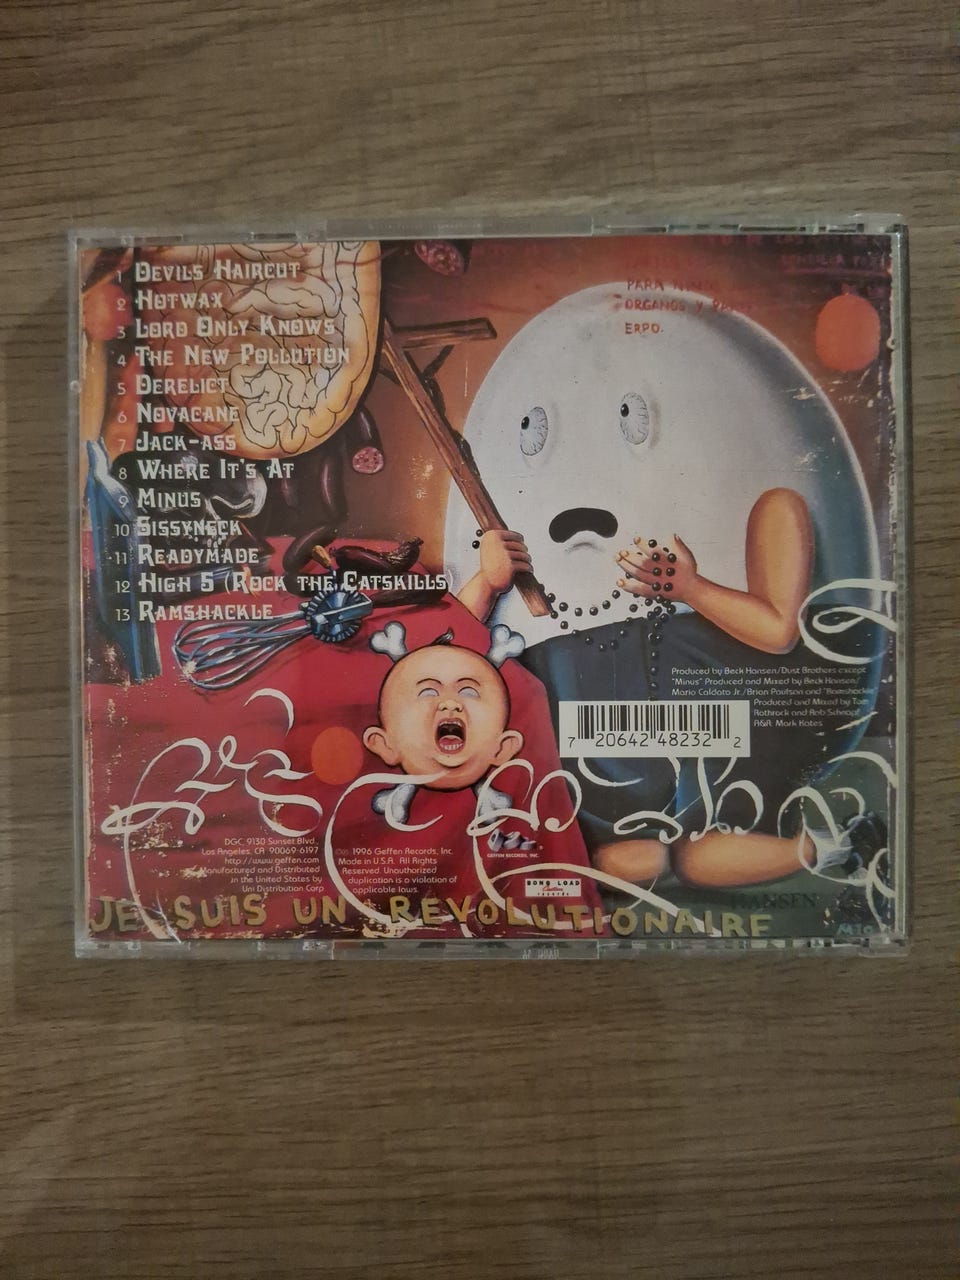 1 Devils Haircut
2 Hotwax
3 Lord Only Knows
4 The New Pollution
5 Derelict
6 Novacane
7 Jack-ass
8 Where It's At
9 Minus
10 Sissyneck
11 Readymade
12 High 5 (Rock the Catskills)
13 Ramshackle
PARA
ORGANOS Y
ERPO.
Produced by Beck Hansen/Dust Brothers except
"Minus" Produced and Mixed by Beck Hansen/
Mario Caldato Jr./Brian Paulson and "Ramshackle"
Produced and Mixed by Tom
Rothrock and Rob Schnapf
A&R: Mark Kates
7 20642 48232 2
DGC, 9130 Sunset Blvd.,
Los Angeles, CA 90069-6197
http://www.geffen.com
Manufactured and Distributed
in the United States by
Uni Distribution Corp
1996 Geffen Records, Inc.
Made in U.S.A. All Rights
Reserved. Unauthorized
duplication is a violation of
applicable laws.
GEFFEN RECORDS, INC.
BONG LOAD
Custom
records
HANSEN
JE SUIS UN REVOLUTIONAIRE